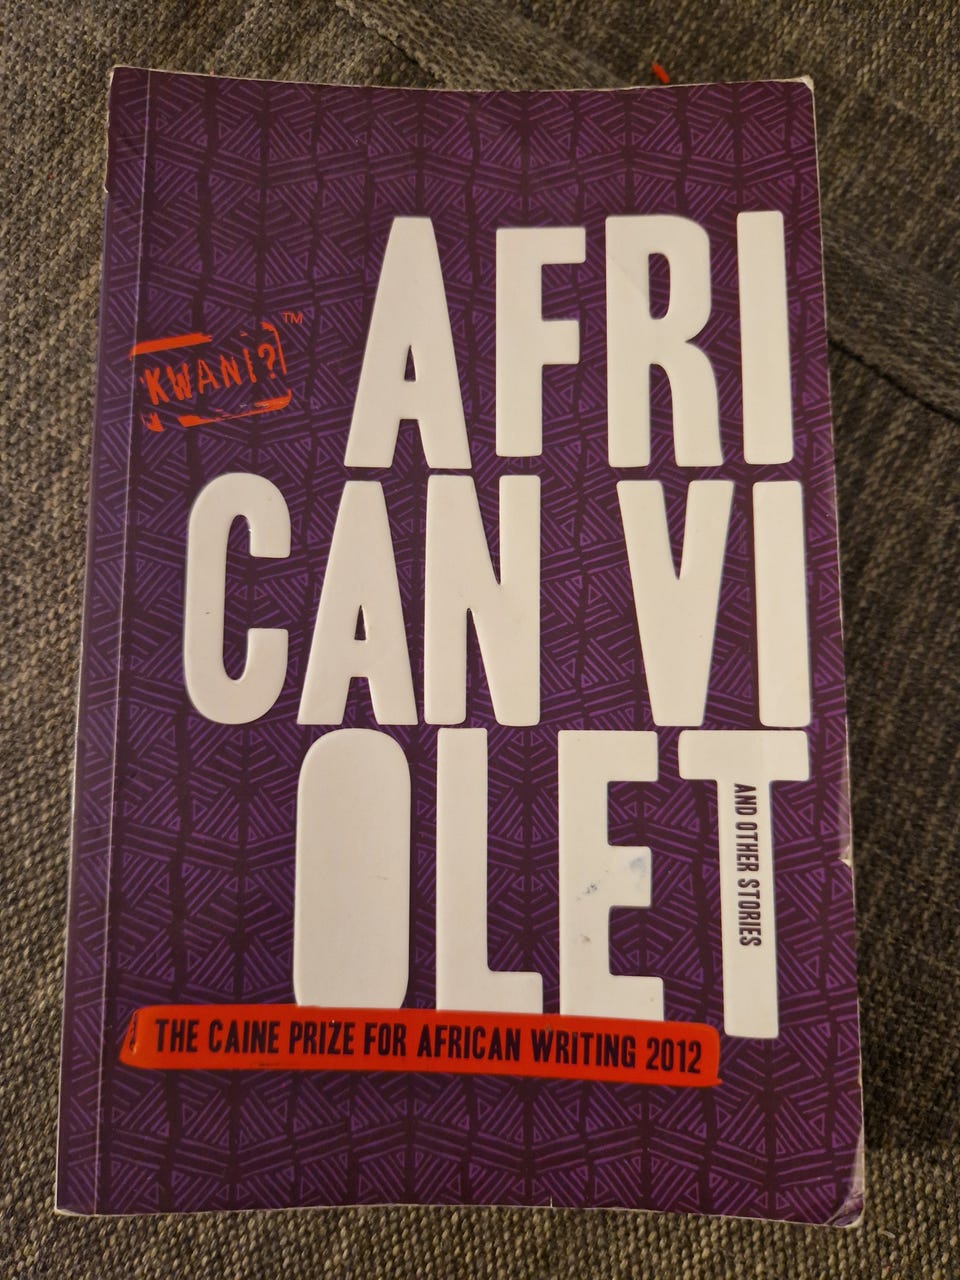 KWANI?
TM
AFRI
CAN VI
OLET
AND OTHER STORIES
THE CAINE PRIZE FOR AFRICAN WRITING 2012